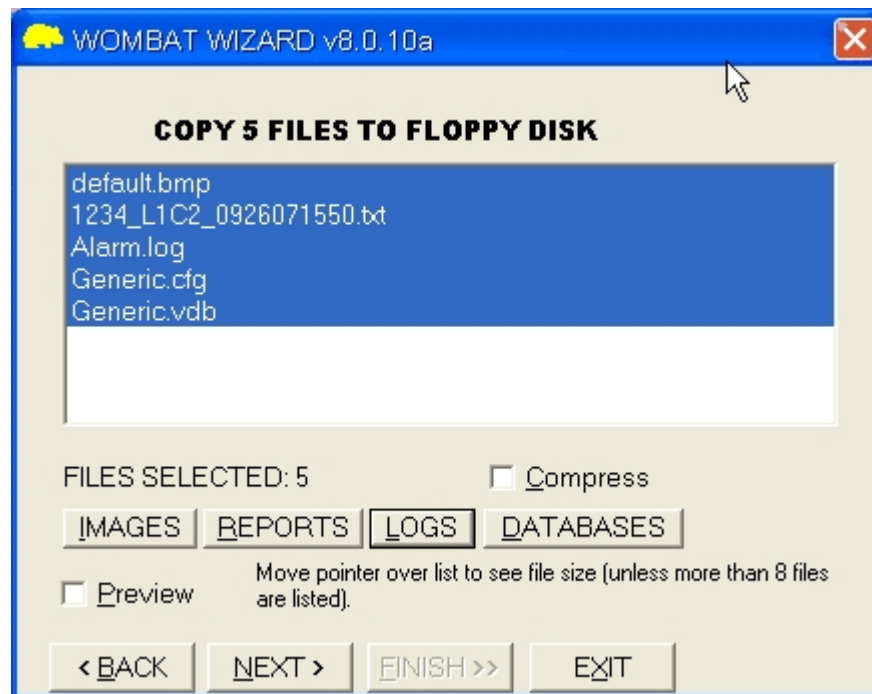 WOMBAT WIZARD v8.0.10a
COPY 5 FILES TO FLOPPY DISK
default.bmp
1234_L1C2_0926071550.txt
Alarm.log
Generic.cfg
Generic.vdb
FILES SELECTED: 5
Compress
IMAGES
REPORTS
LOGS
DATABASES
Preview
Move pointer over list to see file size (unless more than 8 files
are listed).
< BACK
NEXT >
FINISH >>
EXIT